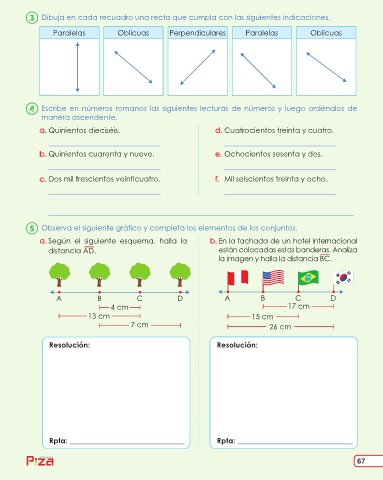 3 Dibuja en cada recuadro una recta que cumpla con las siguientes indicaciones.
Paralelas Oblicuas Perpendiculares Paralelas Oblicuas
4 Escribe en números romanos las siguientes lecturas de números y luego ordénalos de
manera ascendente.
a. Quinientos dieciséis.
d. Cuatrocientos treinta y cuatro.
b. Quinientos cuarenta y nueve.
e. Ochocientos sesenta y dos.
c. Dos mil trescientos veinticuatro.
f. Mil seiscientos treinta y ocho.
5 Observa el siguiente gráfico y completa los elementos de los conjuntos.
a. Según el siguiente esquema, halla la
distancia AD.
b. En la fachada de un hotel internacional
están colocadas estas banderas. Analiza
la imagen y halla la distancia BC.
A B C D
4 cm
13 cm
7 cm
A B C D
17 cm
15 cm
26 cm
Resolución:
Rpta:
Resolución:
Rpta:
P:za
67